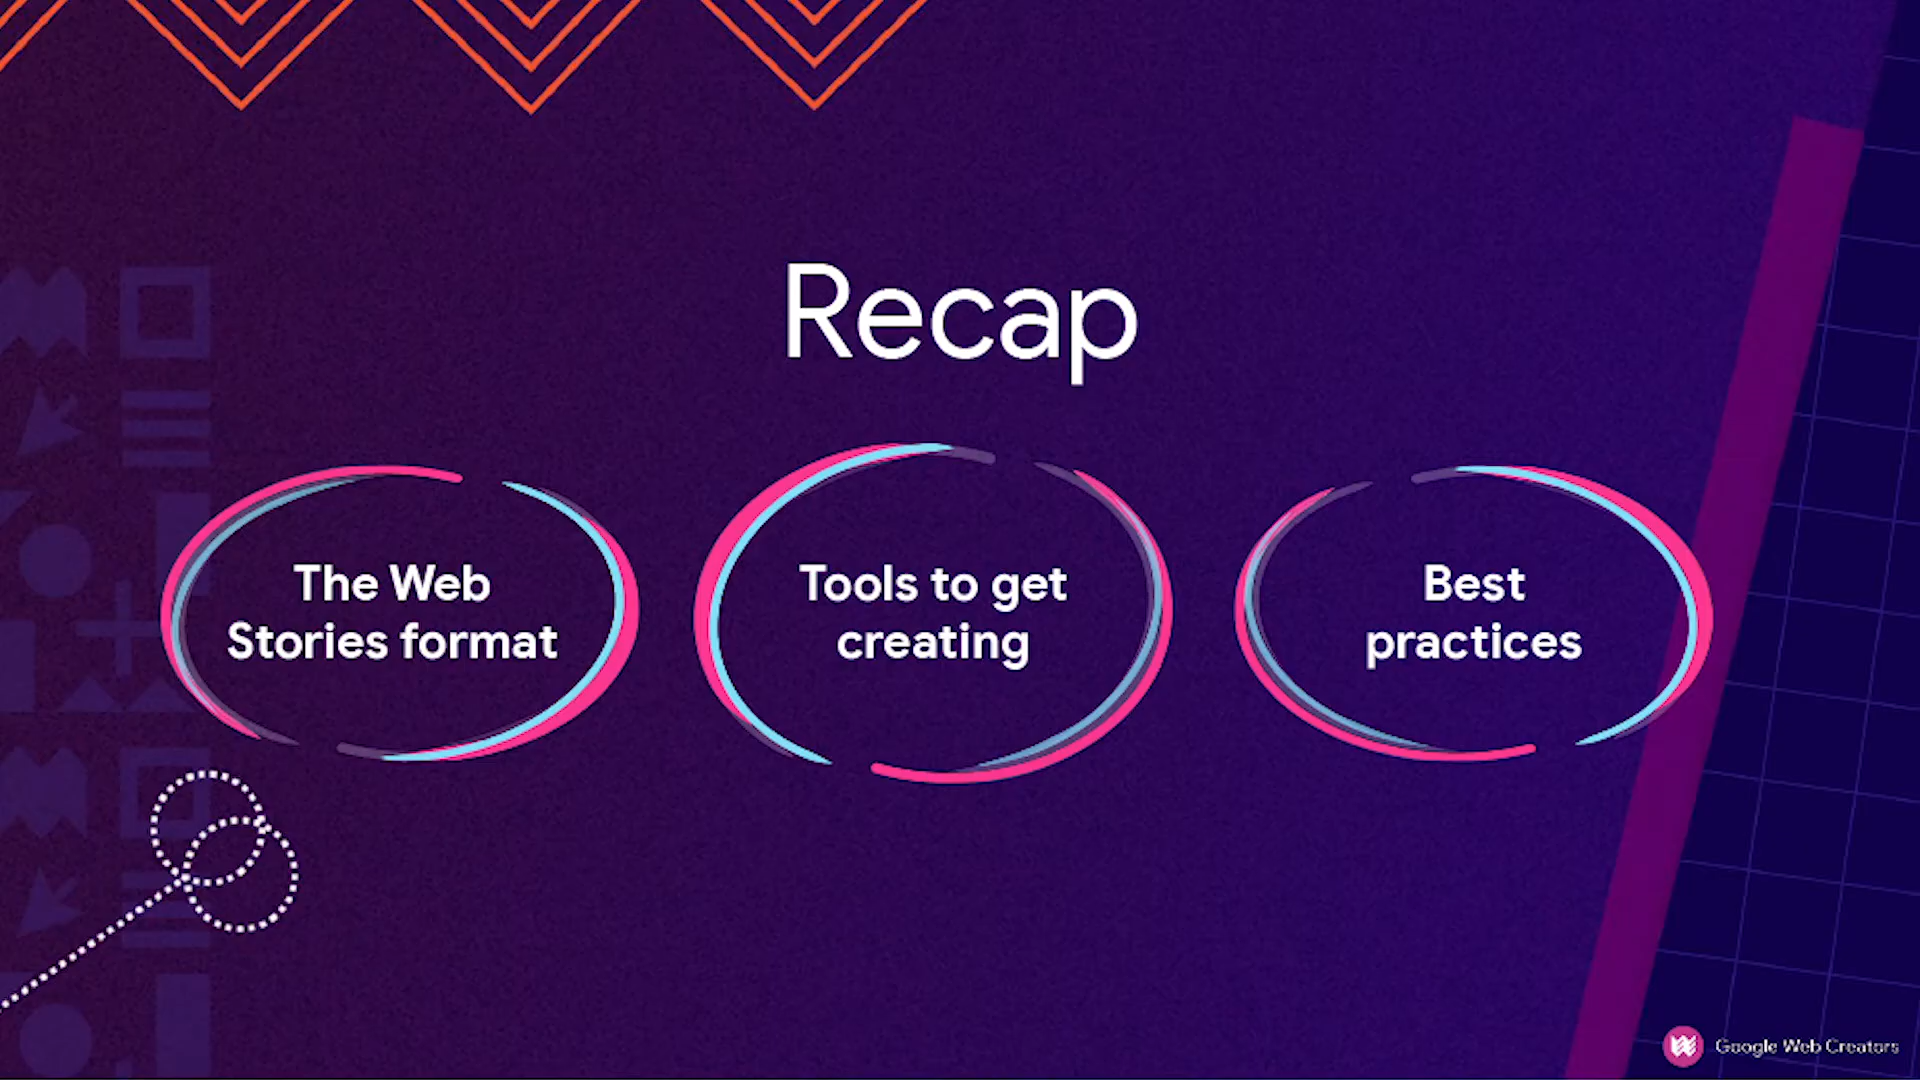 Recap
The Web
Stories format
Tools to get
creating
Best
practices
Google Web Creators